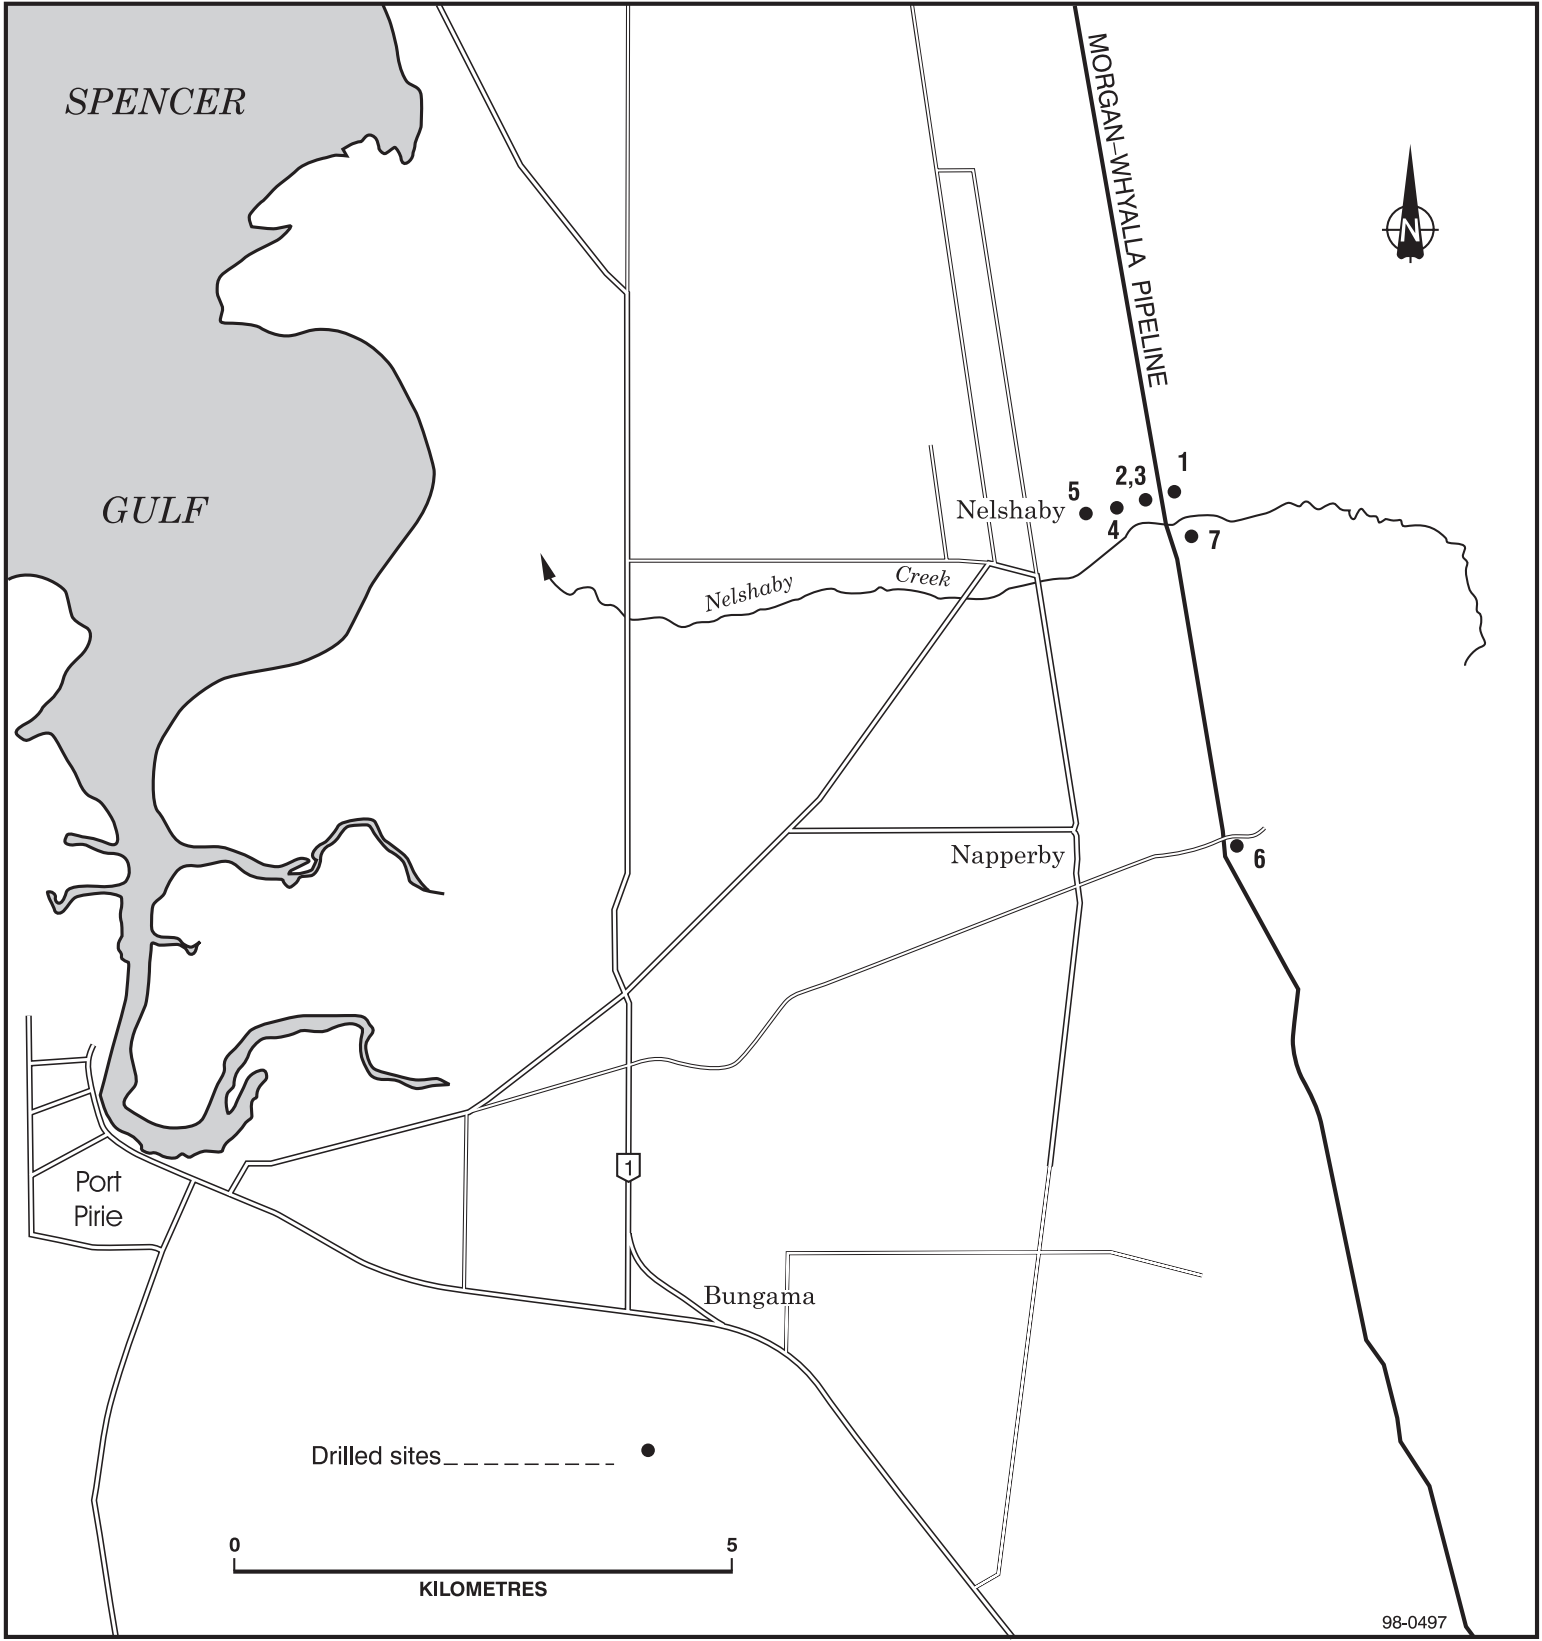 SPENCER
GULF
MORGAN–WHYALLA PIPELINE
N
1
2,3
5
Nelshaby
4
7
Nelshaby Creek
Napperby
6
Port
Pirie
1
Bungama
Drilled sites
0 5
KILOMETRES
98-0497